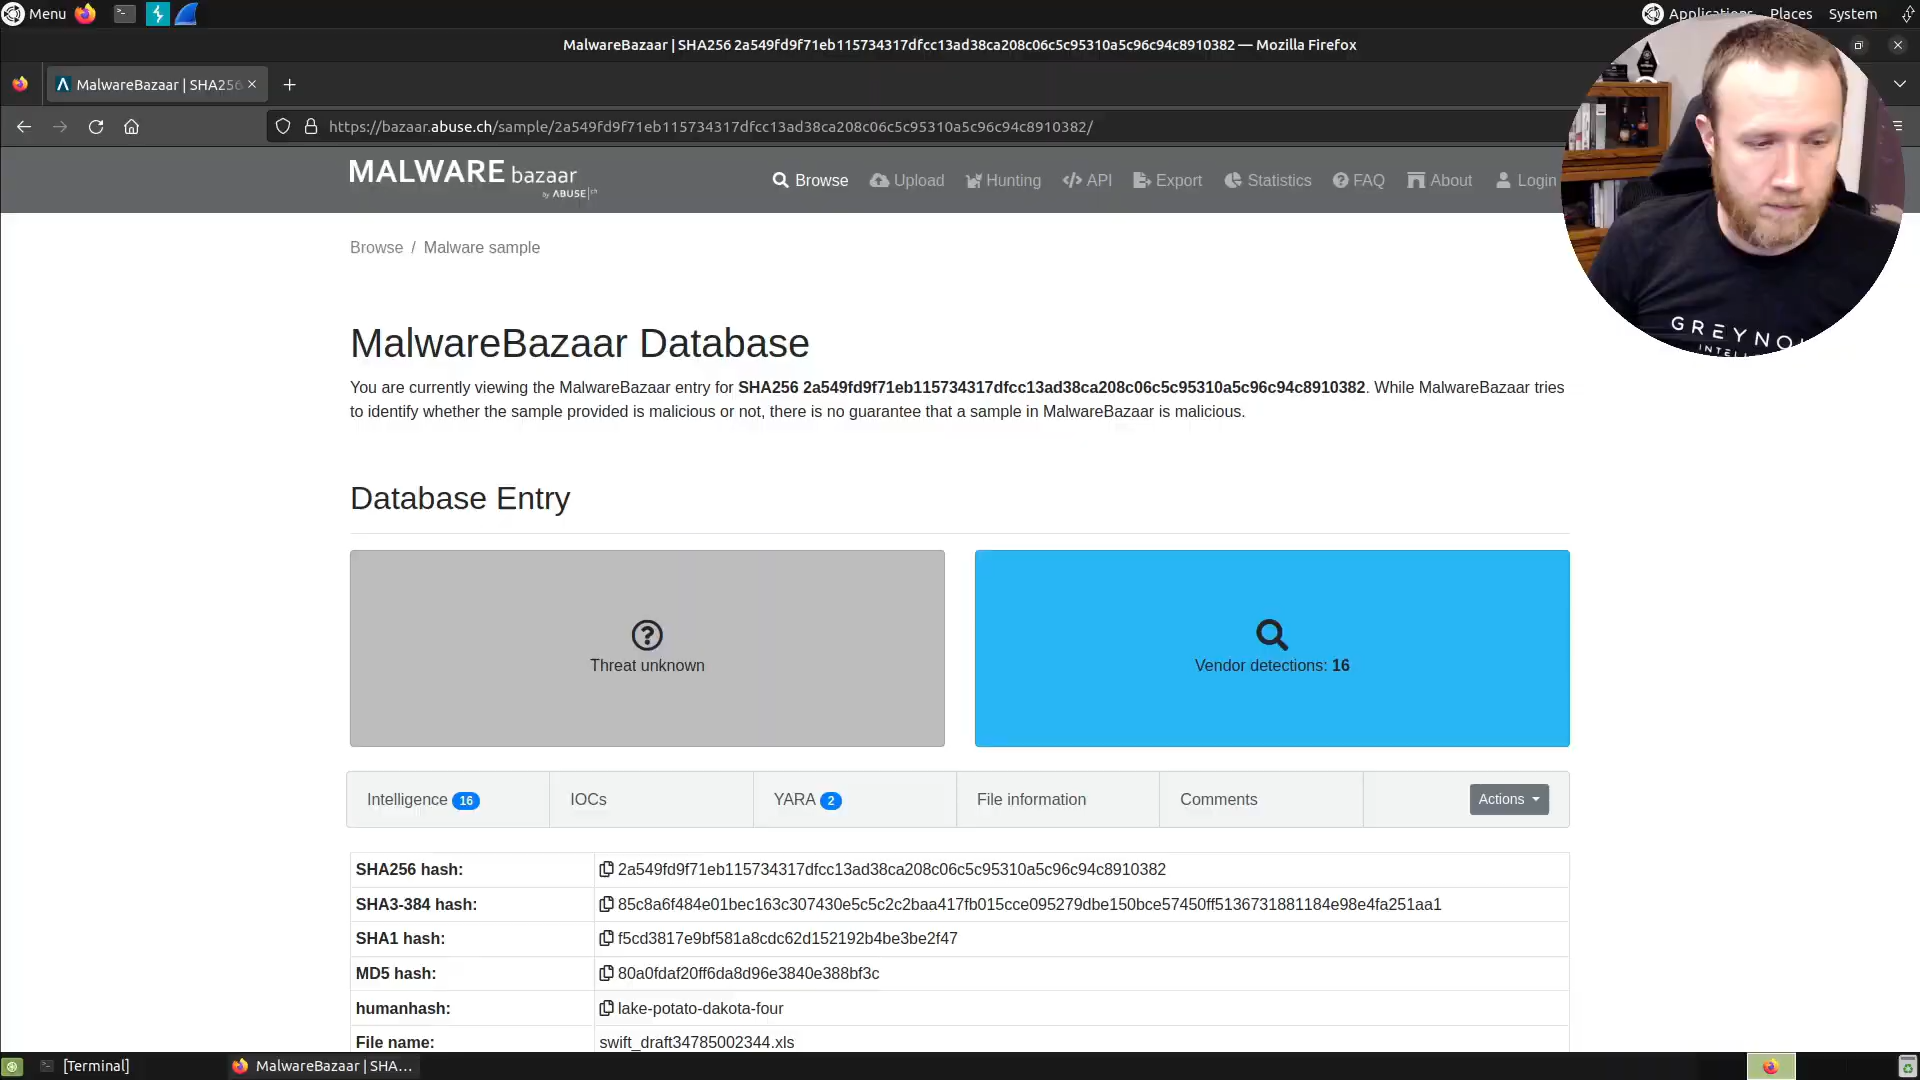 Menu
Places System
MalwareBazaar | SHA256 2a549fd9f71eb115734317dfcc13ad38ca208c06c5c95310a5c96c94c8910382 — Mozilla Firefox
MalwareBazaar | SHA256
https://bazaar.abuse.ch/sample/2a549fd9f71eb115734317dfcc13ad38ca208c06c5c95310a5c96c94c8910382/
MALWARE bazaar
by ABUSE|ch
Browse Upload Hunting API Export Statistics FAQ About Login
Browse / Malware sample
MalwareBazaar Database
You are currently viewing the MalwareBazaar entry for SHA256 2a549fd9f71eb115734317dfcc13ad38ca208c06c5c95310a5c96c94c8910382. While MalwareBazaar tries
to identify whether the sample provided is malicious or not, there is no guarantee that a sample in MalwareBazaar is malicious.
Database Entry
Threat unknown
Vendor detections: 16
Intelligence 16 IOCs YARA 2 File information Comments Actions
SHA256 hash: 2a549fd9f71eb115734317dfcc13ad38ca208c06c5c95310a5c96c94c8910382
SHA3-384 hash: 85c8a6f484e01bec163c307430e5c5c2c2baa417fb015cce095279dbe150bce57450ff5136731881184e98e4fa251aa1
SHA1 hash: f5cd3817e9bf581a8cdc62d152192b4be3be2f47
MD5 hash: 80a0fdaf20ff6da8d96e3840e388bf3c
humanhash: lake-potato-dakota-four
File name: swift_draft34785002344.xls
[Terminal] MalwareBazaar | SHA...